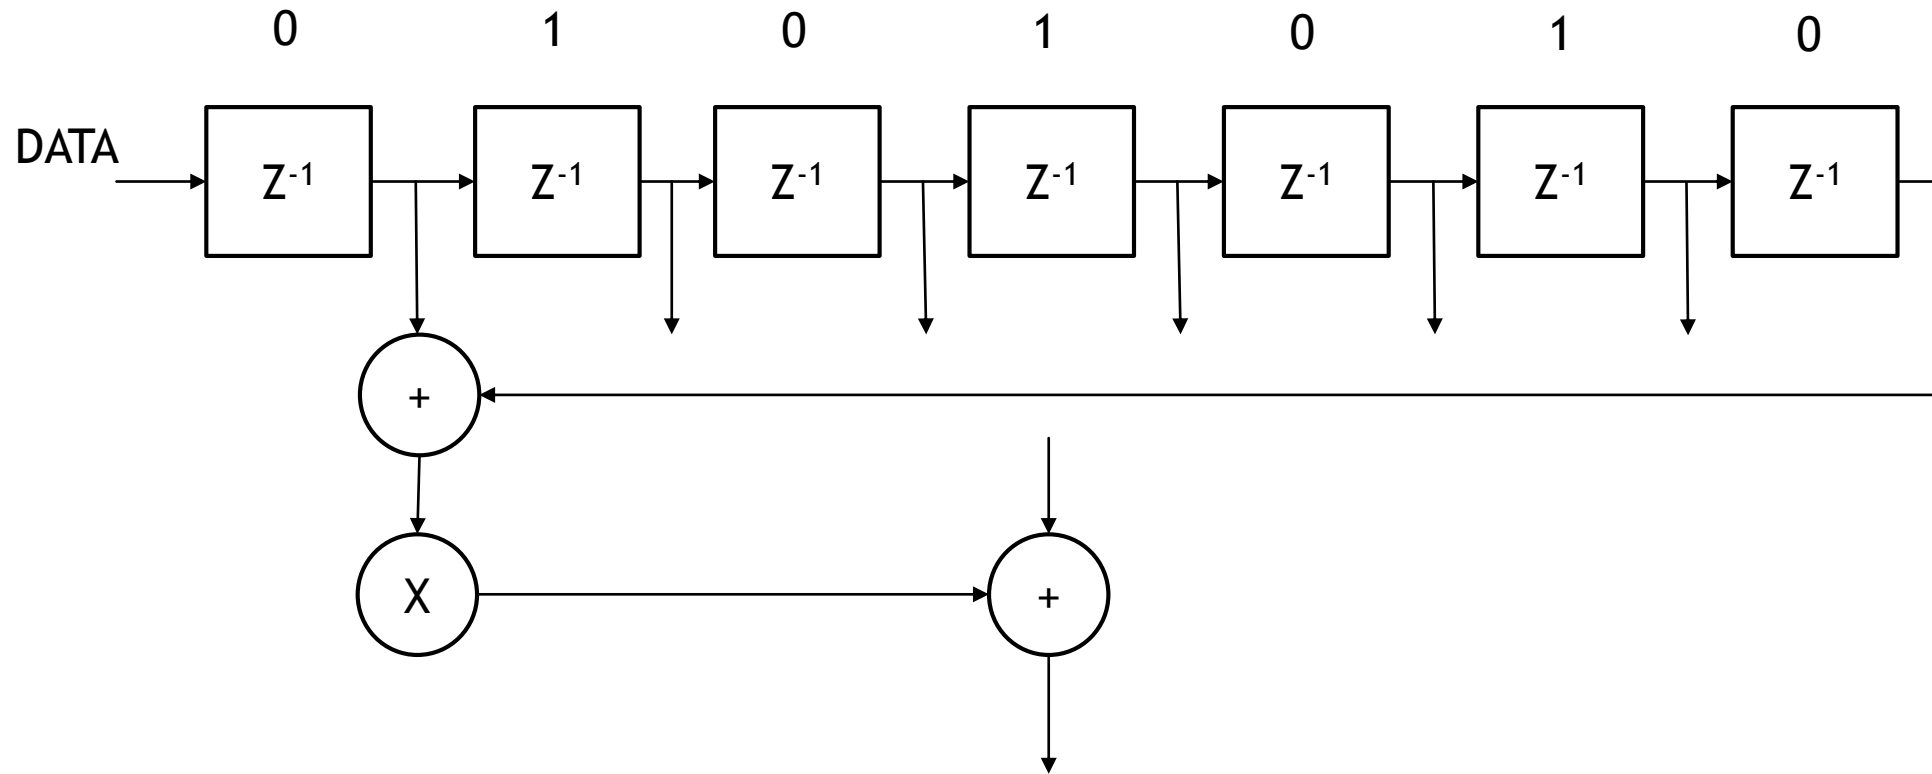 0 1 0 1 0 1 0
DATA
Z⁻¹ Z⁻¹ Z⁻¹ Z⁻¹ Z⁻¹ Z⁻¹ Z⁻¹
+
X +